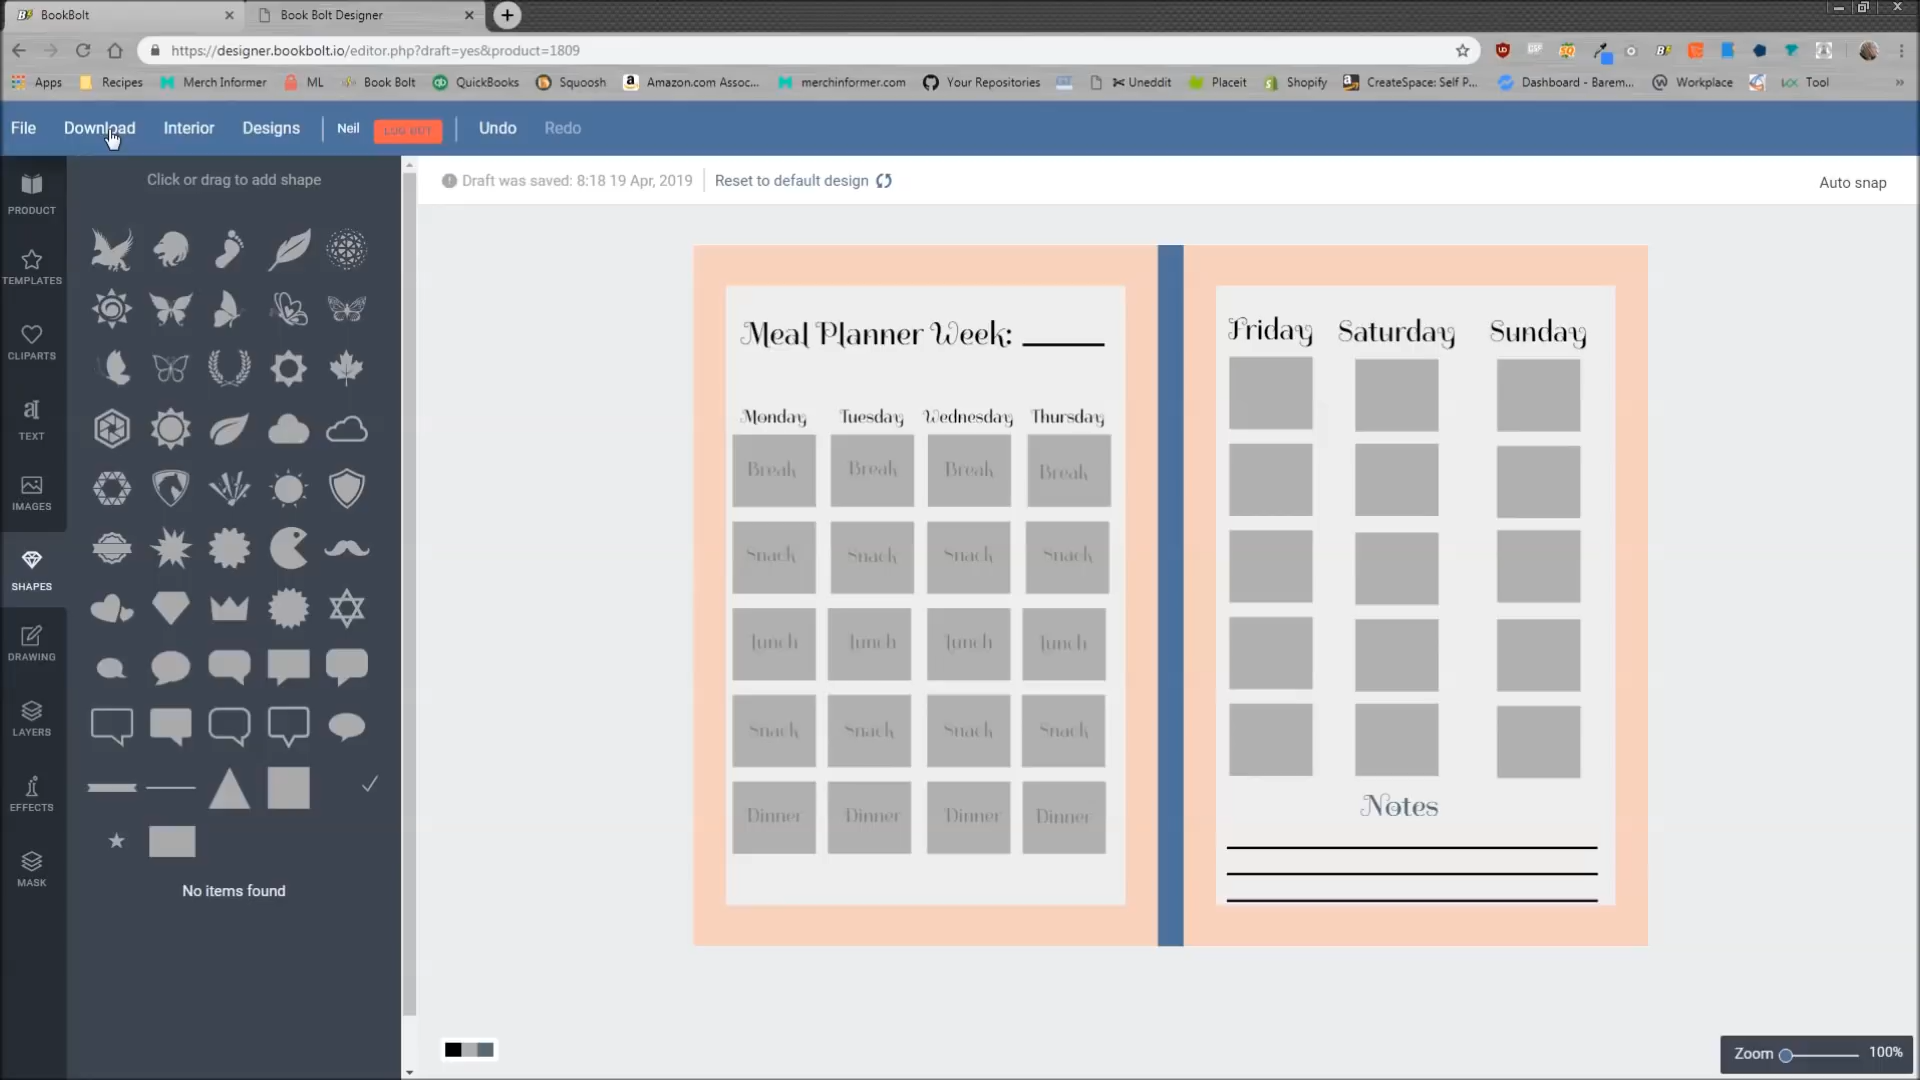 BookBolt
Book Bolt Designer
https://designer.bookbolt.io/editor.php?draft=yes&product=1809
Apps
Recipes
Merch Informer
ML
Book Bolt
QuickBooks
Squoosh
Amazon.com Assoc...
merchinformer.com
Your Repositories
Uneddit
Placeit
Shopify
CreateSpace: Self P...
Dashboard - Barem...
Workplace
Tool
»
File
Download
Interior
Designs
Neil
LOG OUT
Undo
Redo
Click or drag to add shape
Draft was saved: 8:18 19 Apr, 2019
Reset to default design
Auto snap
PRODUCT
TEMPLATES
CLIPARTS
TEXT
IMAGES
SHAPES
DRAWING
LAYERS
EFFECTS
MASK
No items found
Meal Planner Week:
Monday Tuesday Wednesday Thursday
Break Break Break Break
Snack Snack Snack Snack
Lunch Lunch Lunch Lunch
Snack Snack Snack Snack
Dinner Dinner Dinner Dinner
Friday Saturday Sunday
Notes
Zoom 100%